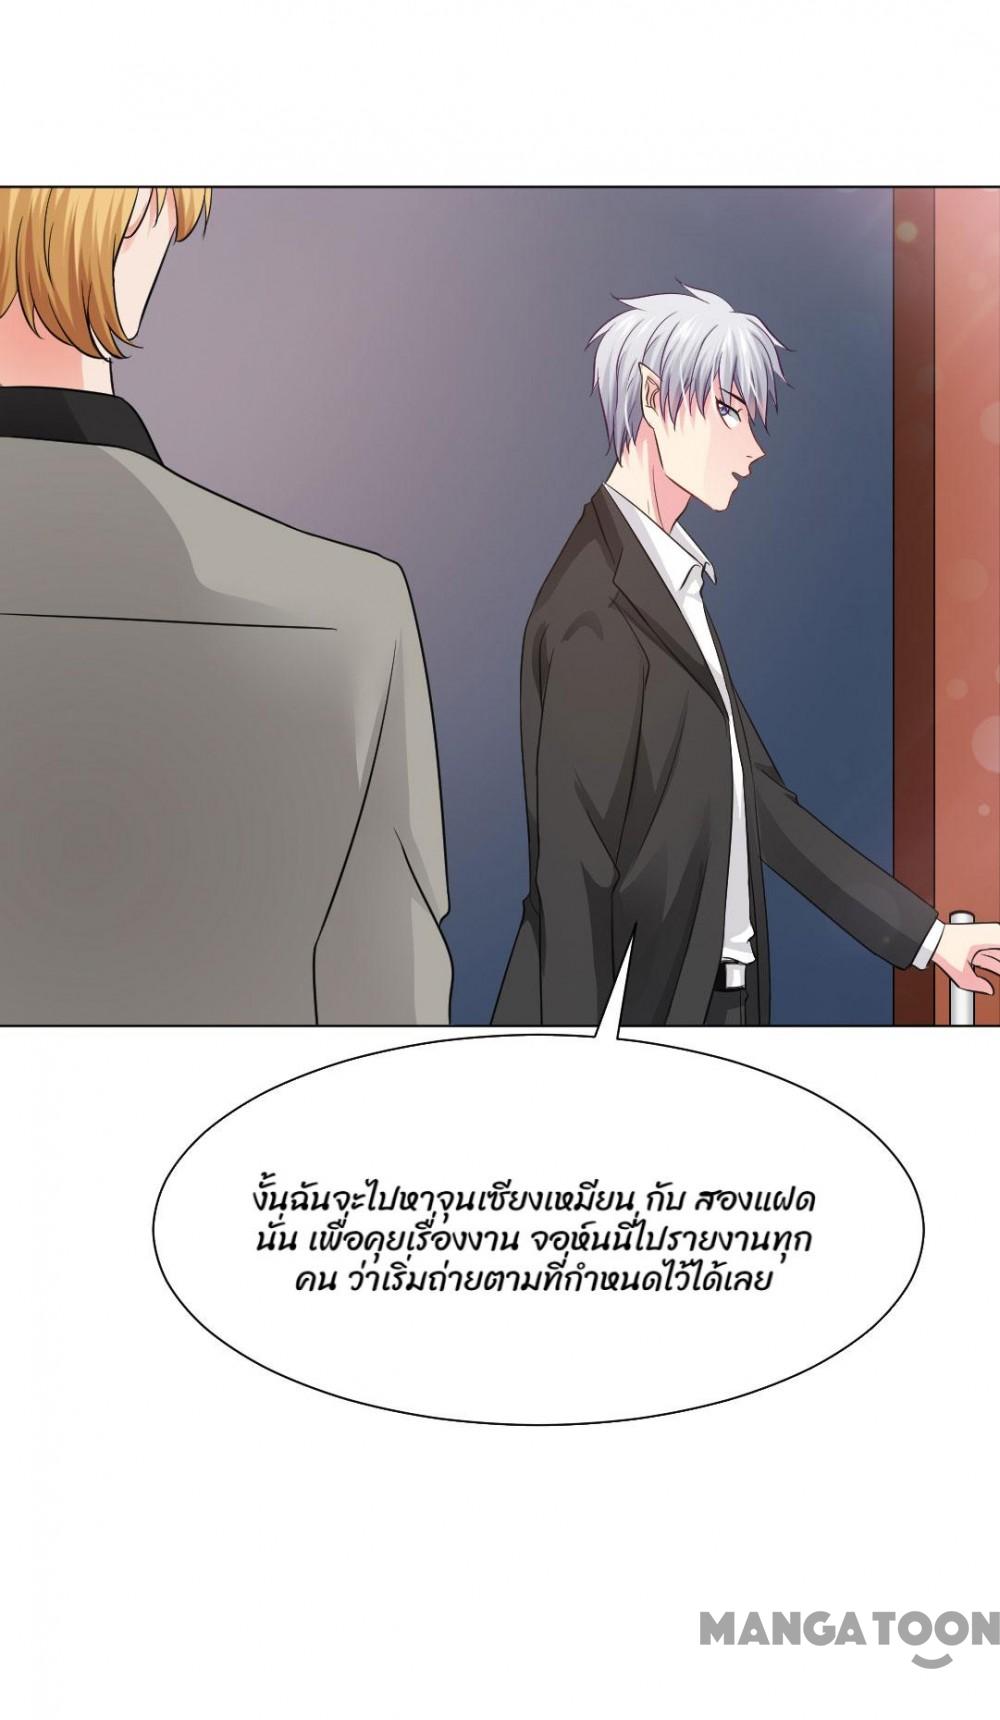 งั้นฉันจะไปหาจุนเซียงเหมียน กับ สองแฝด
นั่น เพื่อคุยเรื่องงาน จอห์นนี่ไปรายงานทุก
คน ว่าเริ่มถ่ายตามที่กำหนดไว้ได้เลย
MANGATOON